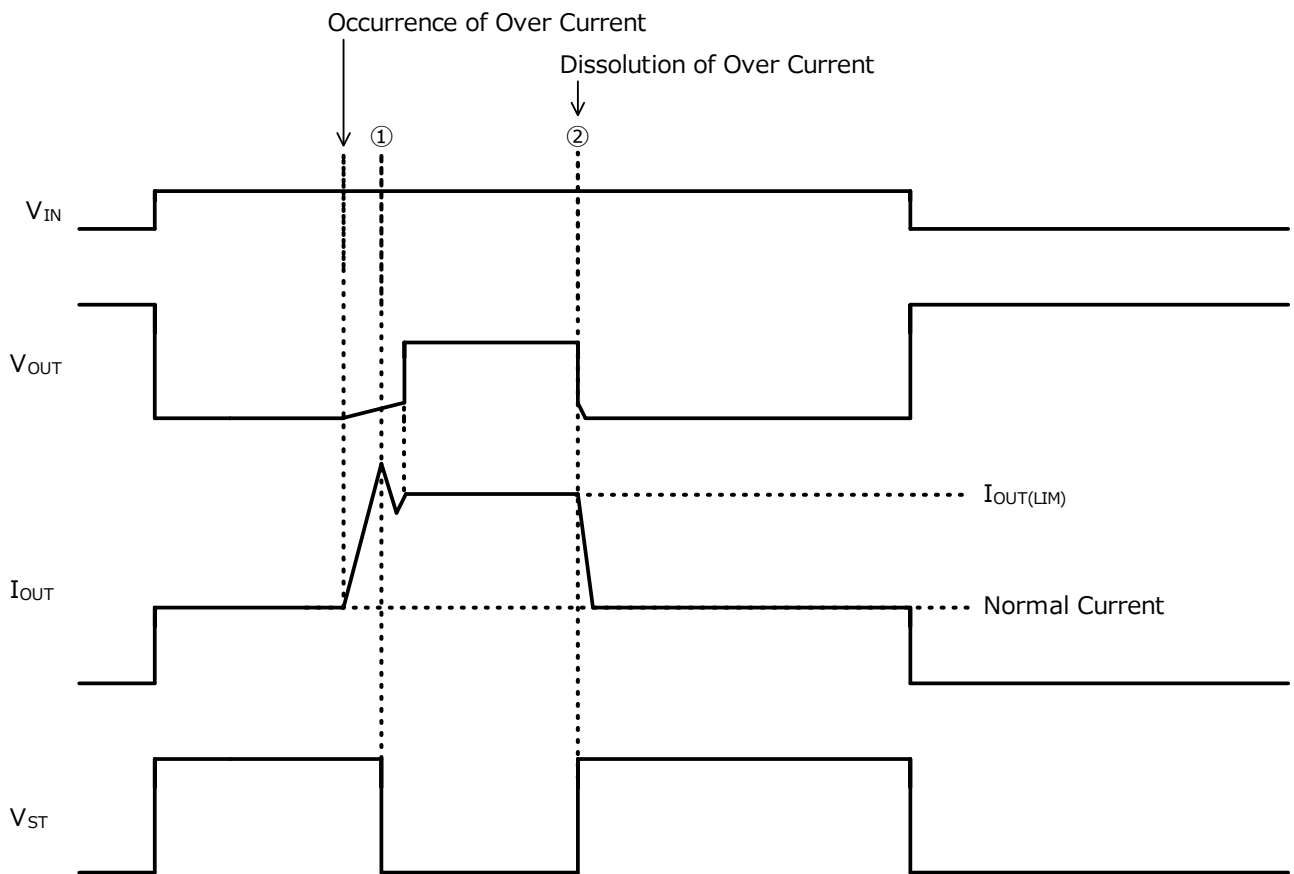 Occurrence of Over Current
Dissolution of Over Current
① ②
VIN
VOUT
IOUT(LIM)
IOUT
Normal Current
VST